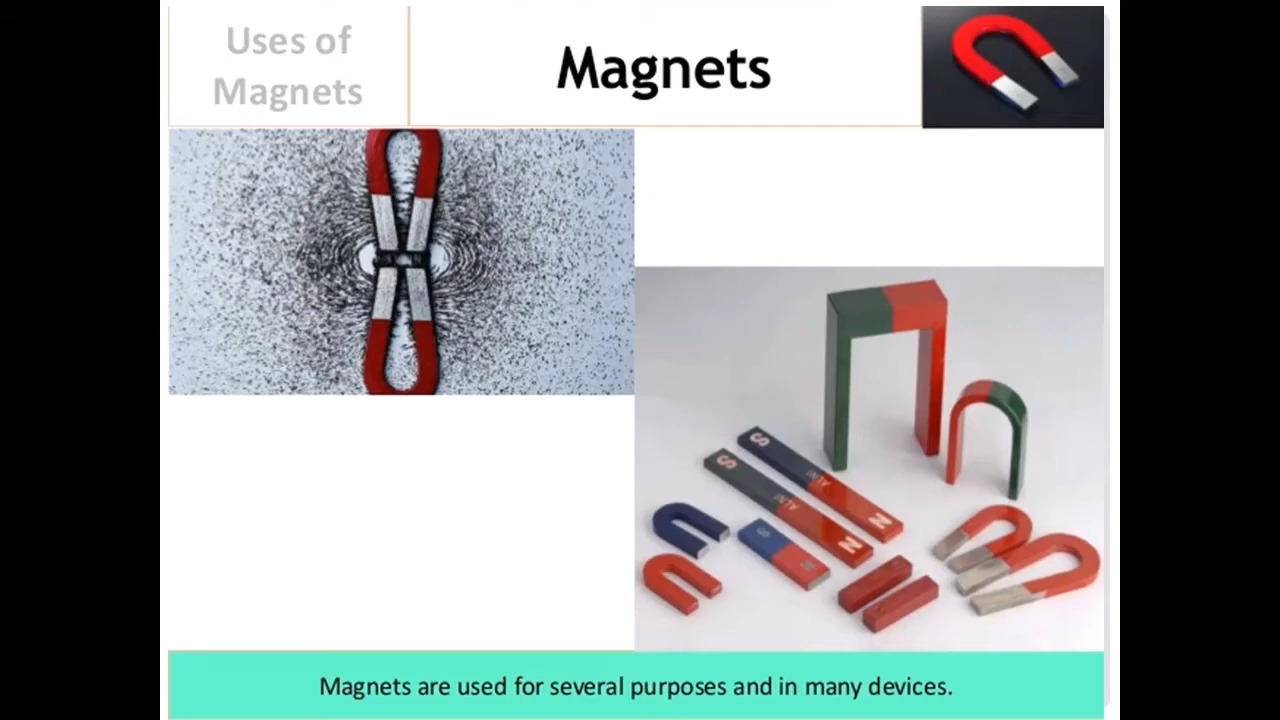 Uses of
Magnets
Magnets
S
S
N
N
S
N
Magnets are used for several purposes and in many devices.